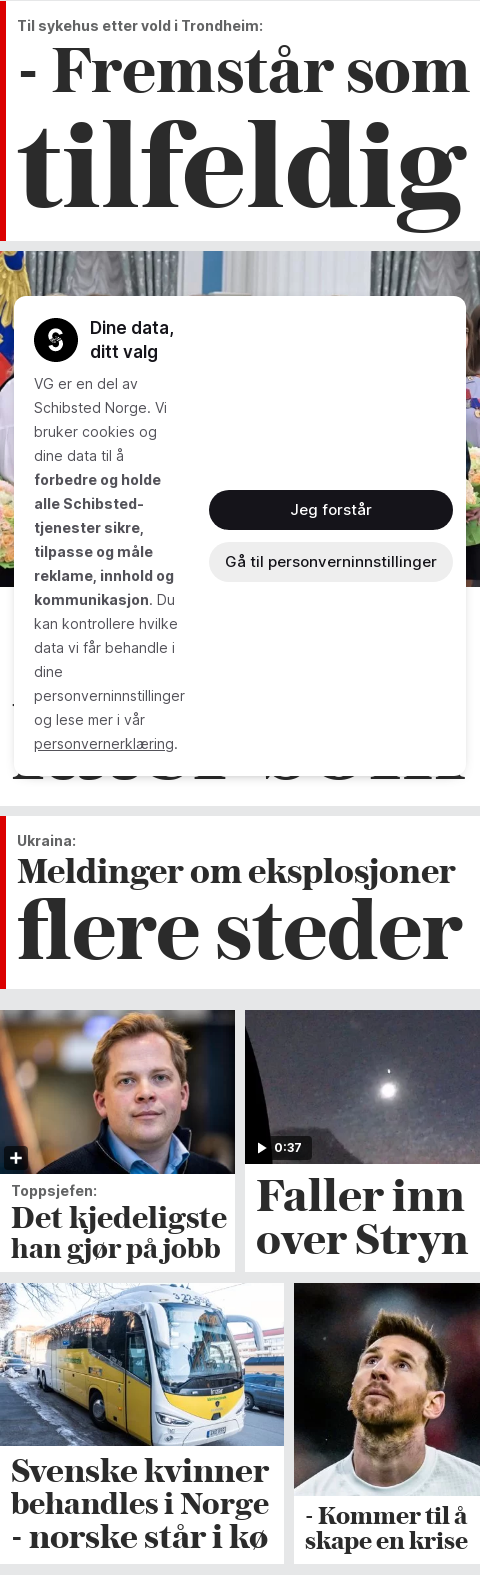 Til sykehus etter vold i Trondheim:
- Fremstår som
tilfeldig
Dine data,
ditt valg
VG er en del av
Schibsted Norge. Vi
bruker cookies og
dine data til å
forbedre og holde
alle Schibsted-
tjenester sikre,
tilpasse og måle
reklame, innhold og
kommunikasjon. Du
kan kontrollere hvilke
data vi får behandle i
dine
personverninnstillinger
og lese mer i vår
personvernerklæring.
Jeg forstår
Gå til personverninnstillinger
Ukraina:
Meldinger om eksplosjoner
flere steder
0:37
Toppsjefen:
Det kjedeligste
han gjør på jobb
Faller inn
over Stryn
Svenske kvinner
behandles i Norge
- norske står i kø
- Kommer til å
skape en krise